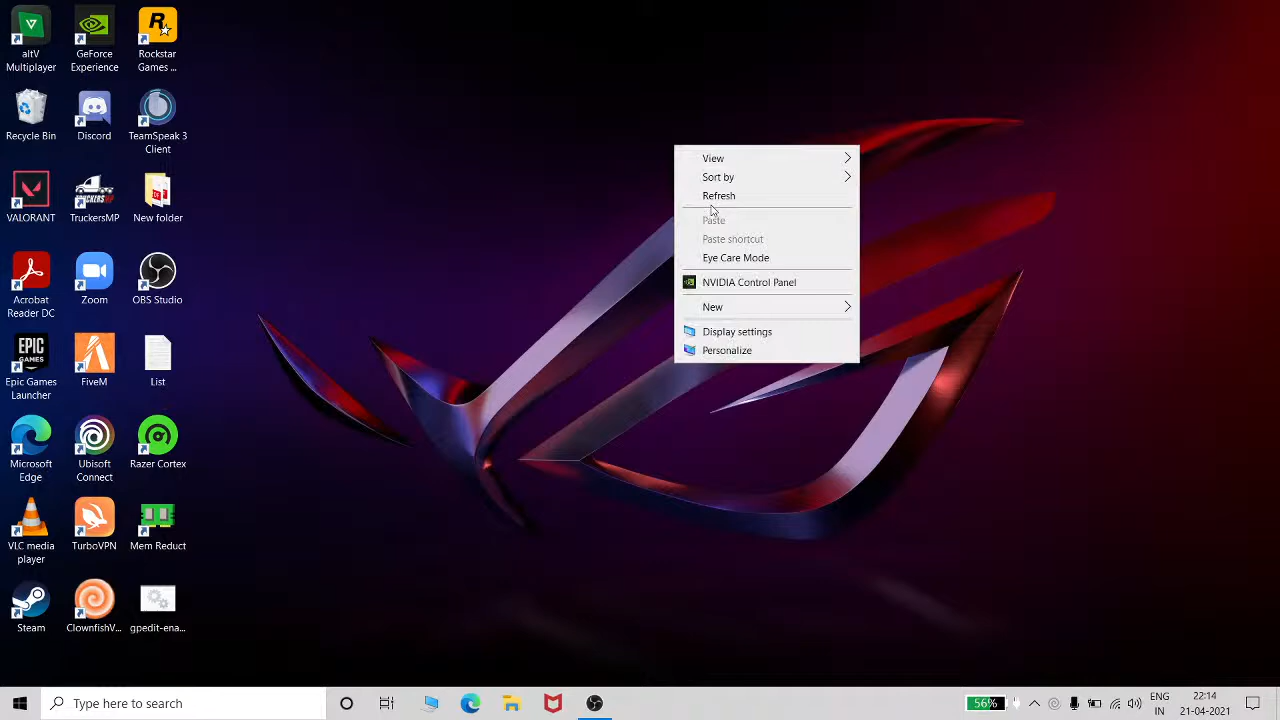 altV
Multiplayer
GeForce
Experience
Rockstar
Games ...
Recycle Bin
Discord
TeamSpeak 3
Client
VALORANT
TruckersMP
New folder
Acrobat
Reader DC
Zoom
OBS Studio
EPIC
GAMES
Epic Games
Launcher
FiveM
List
Microsoft
Edge
Ubisoft
Connect
Razer Cortex
VLC media
player
TurboVPN
Mem Reduct
Steam
ClownfishV...
gpedit-ena...
View
Sort by
Refresh
Paste
Paste shortcut
Eye Care Mode
NVIDIA Control Panel
New
Display settings
Personalize
Type here to search
56%
ENG
IN
22:14
21-04-2021